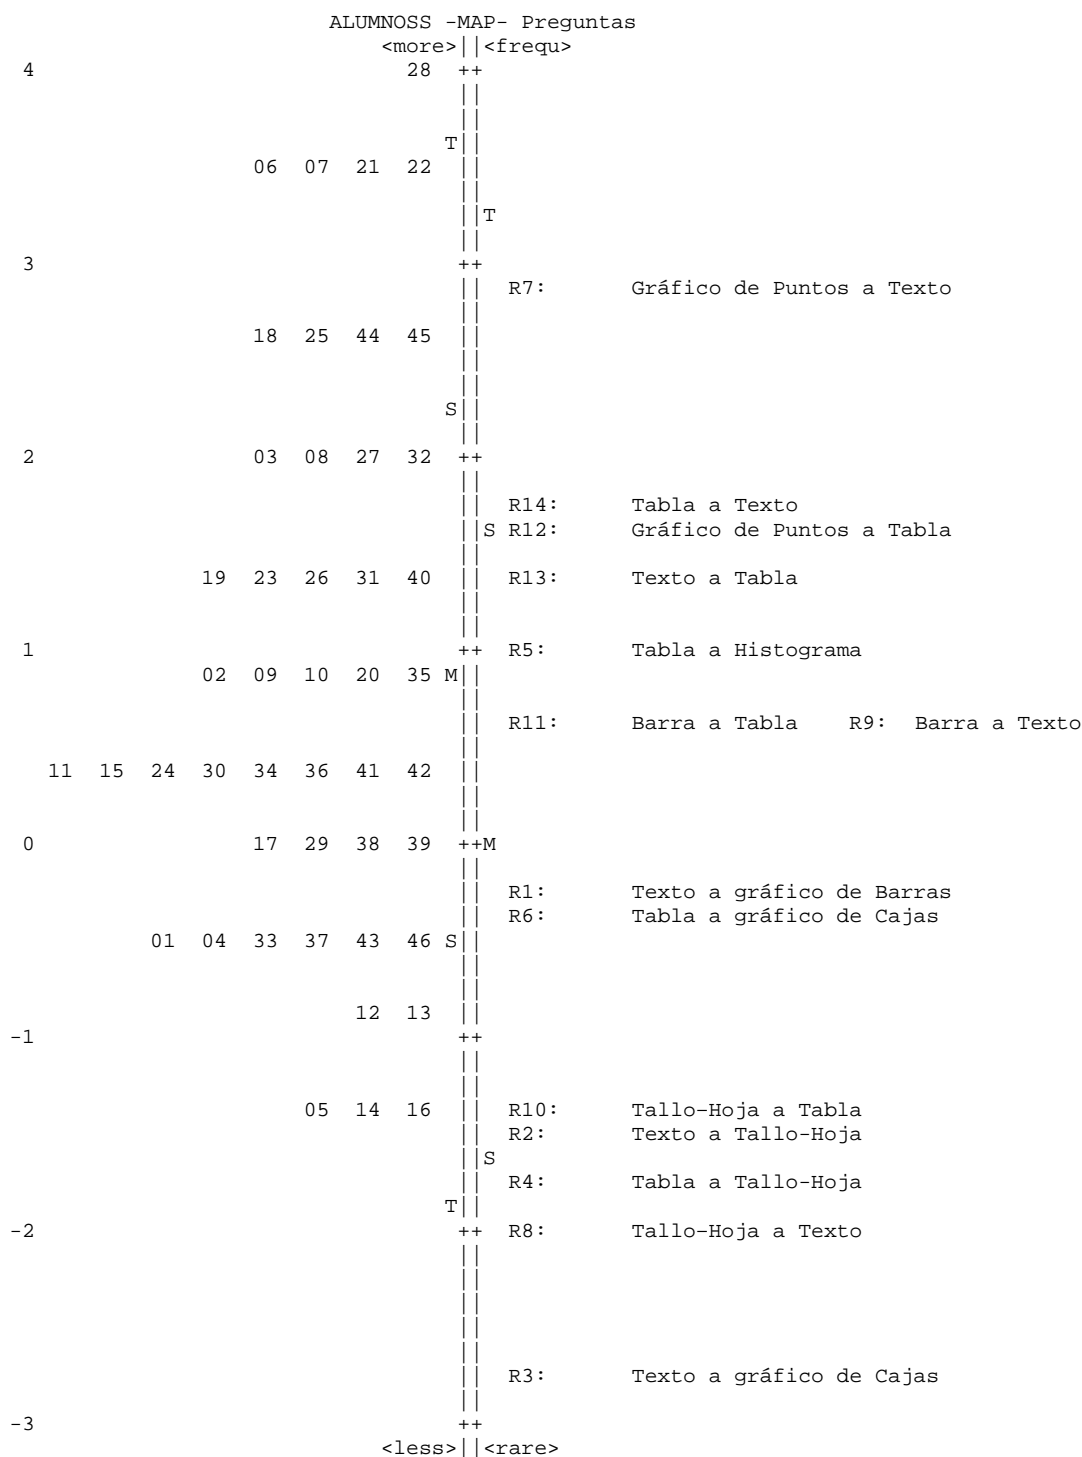 ALUMNOSS -MAP- Preguntas
<more>||<frequ>
4 28 ++
||
||
T||
06 07 21 22 ||
||
||T
||
3 ++
|| R7: Gráfico de Puntos a Texto
||
18 25 44 45 ||
||
||
S||
||
2 03 08 27 32 ++
||
|| R14: Tabla a Texto
||S R12: Gráfico de Puntos a Tabla
||
19 23 26 31 40 || R13: Texto a Tabla
||
||
1 ++ R5: Tabla a Histograma
02 09 10 20 35 M||
||
|| R11: Barra a Tabla R9: Barra a Texto
||
11 15 24 30 34 36 41 42 ||
||
||
0 17 29 38 39 ++M
||
|| R1: Texto a gráfico de Barras
|| R6: Tabla a gráfico de Cajas
01 04 33 37 43 46 S||
||
||
12 13 ||
-1 ++
||
||
05 14 16 || R10: Tallo-Hoja a Tabla
|| R2: Texto a Tallo-Hoja
||S
|| R4: Tabla a Tallo-Hoja
T||
-2 ++ R8: Tallo-Hoja a Texto
||
||
||
||
||
|| R3: Texto a gráfico de Cajas
||
-3 ++
<less>||<rare>